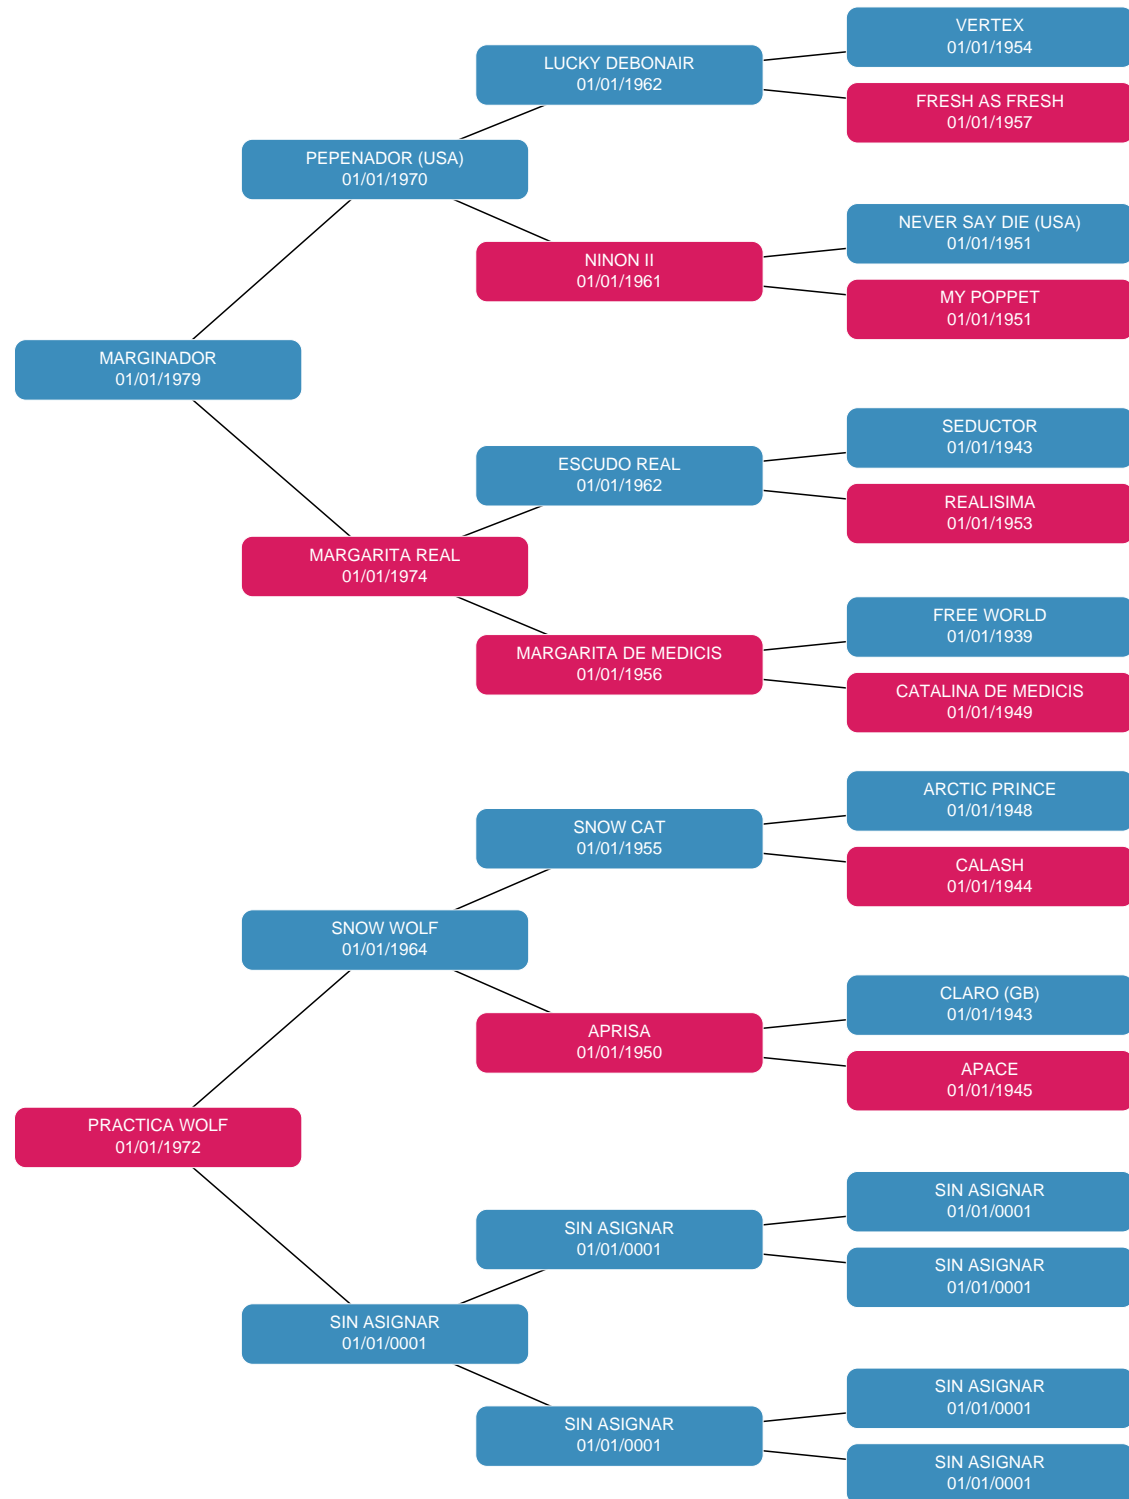 VERTEX
01/01/1954
LUCKY DEBONAIR
01/01/1962
FRESH AS FRESH
01/01/1957
PEPENADOR (USA)
01/01/1970
NEVER SAY DIE (USA)
01/01/1951
NINON II
01/01/1961
MY POPPET
01/01/1951
MARGINADOR
01/01/1979
SEDUCTOR
01/01/1943
ESCUDO REAL
01/01/1962
REALISIMA
01/01/1953
MARGARITA REAL
01/01/1974
FREE WORLD
01/01/1939
MARGARITA DE MEDICIS
01/01/1956
CATALINA DE MEDICIS
01/01/1949
ARCTIC PRINCE
01/01/1948
SNOW CAT
01/01/1955
CALASH
01/01/1944
SNOW WOLF
01/01/1964
CLARO (GB)
01/01/1943
APRISA
01/01/1950
APACE
01/01/1945
PRACTICA WOLF
01/01/1972
SIN ASIGNAR
01/01/0001
SIN ASIGNAR
01/01/0001
SIN ASIGNAR
01/01/0001
SIN ASIGNAR
01/01/0001
SIN ASIGNAR
01/01/0001
SIN ASIGNAR
01/01/0001
SIN ASIGNAR
01/01/0001